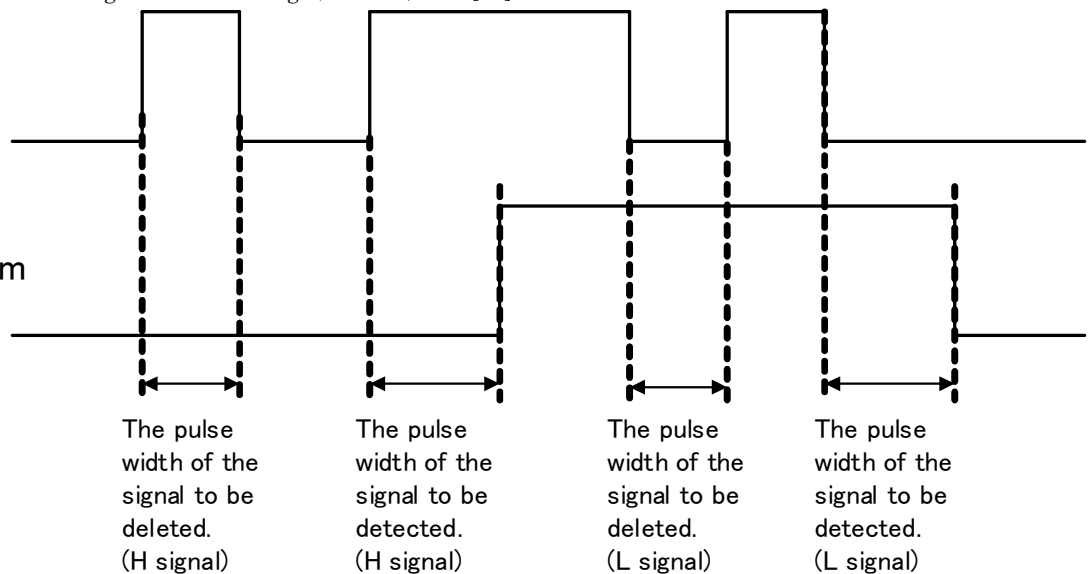 m
The pulse
width of the
signal to be
deleted.
(H signal)
The pulse
width of the
signal to be
detected.
(H signal)
The pulse
width of the
signal to be
deleted.
(L signal)
The pulse
width of the
signal to be
detected.
(L signal)